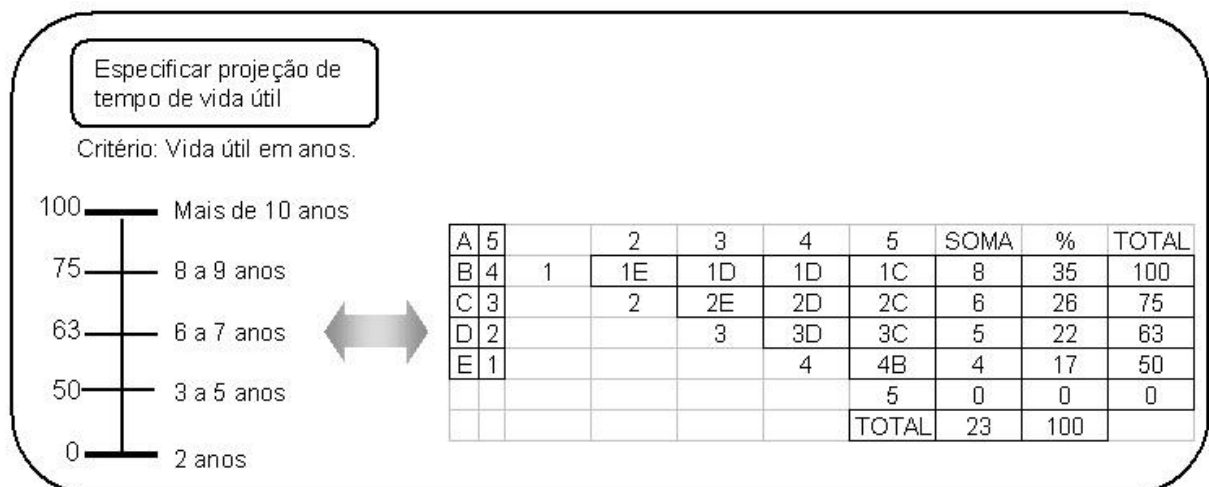 Especificar projeção de
tempo de vida útil
Critério: Vida útil em anos.
100 Mais de 10 anos
75 8 a 9 anos
63 6 a 7 anos
50 3 a 5 anos
0 2 anos
A 5 2 3 4 5 SOMA % TOTAL
B 4 1 1E 1D 1D 1C 8 35 100
C 3 2 2E 2D 2C 6 26 75
D 2 3 3D 3C 5 22 63
E 1 4 4B 4 17 50
5 0 0 0
TOTAL 23 100